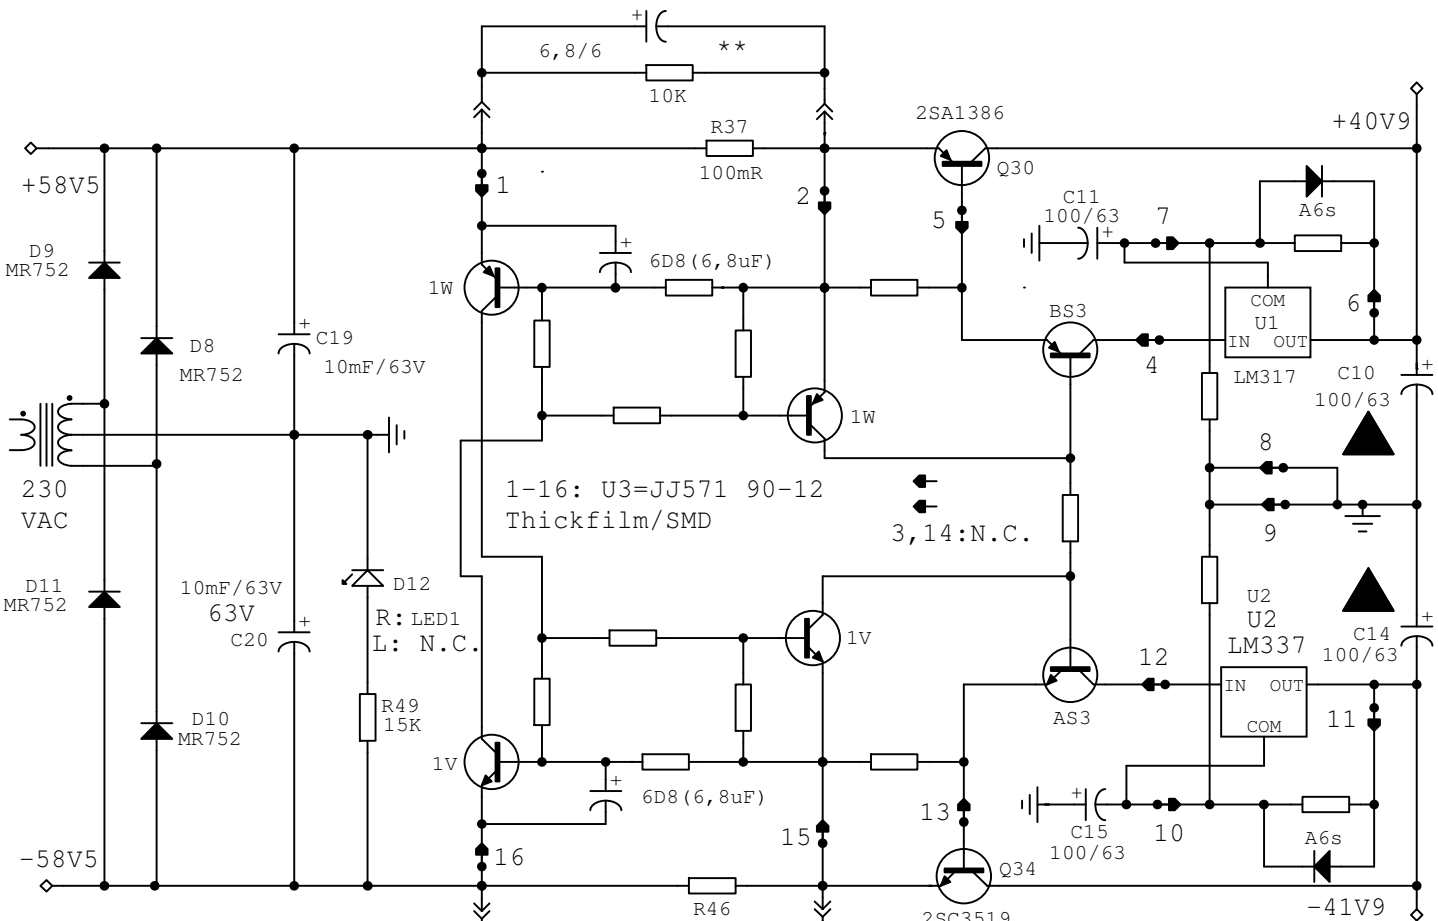 +
6,8/6
**
10K
2SA1386
+40V9
R37
Q30
+58V5
100mR
1
2
5
C11
100/63
+
7
A6s
D9
MR752
+
6D8(6,8uF)
1W
BS3
COM
U1
6
IN OUT
LM317
4
+
C19
10mF/63V
D8
MR752
C10
100/63
+
1W
8
230
VAC
1-16: U3=JJ571 90-12
Thickfilm/SMD
3,14:N.C.
9
D11
MR752
10mF/63V
63V
C20
+
D12
R: LED1
L: N.C.
1V
U2
U2
LM337
C14
100/63
+
12
IN OUT
COM
11
AS3
R49
15K
D10
MR752
1V
+
6D8(6,8uF)
13
+
C15
100/63
10
A6s
15
16
-58V5
Q34
R46
2SC3519
-41V9